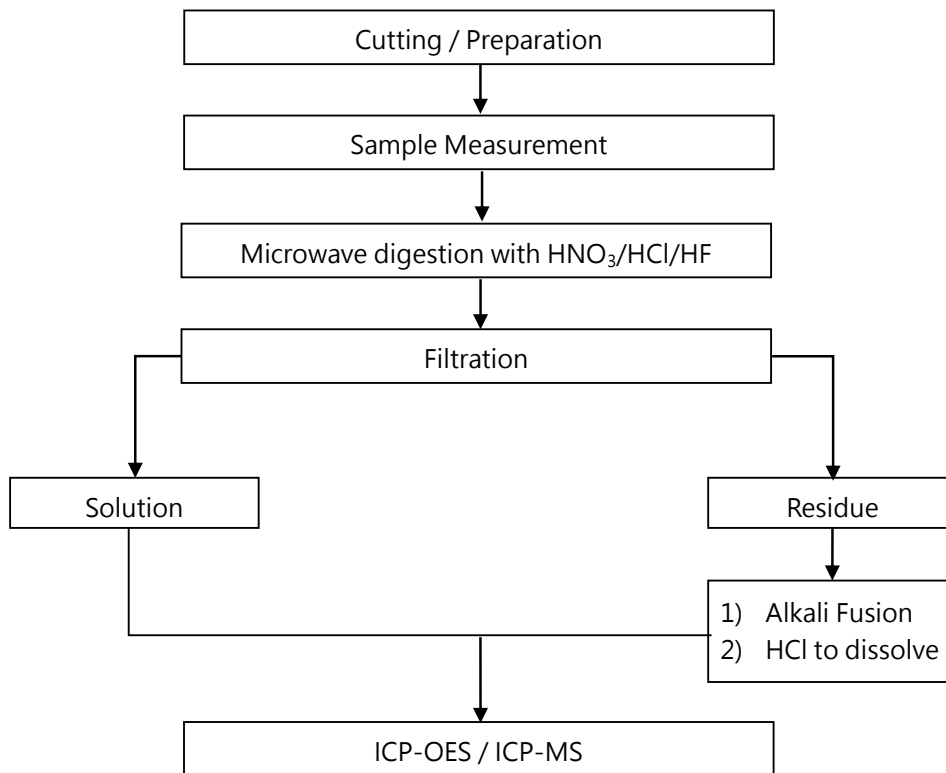 Cutting / Preparation
Sample Measurement
Microwave digestion with HNO₃/HCl/HF
Filtration
Solution
Residue
1) Alkali Fusion
2) HCl to dissolve
ICP-OES / ICP-MS